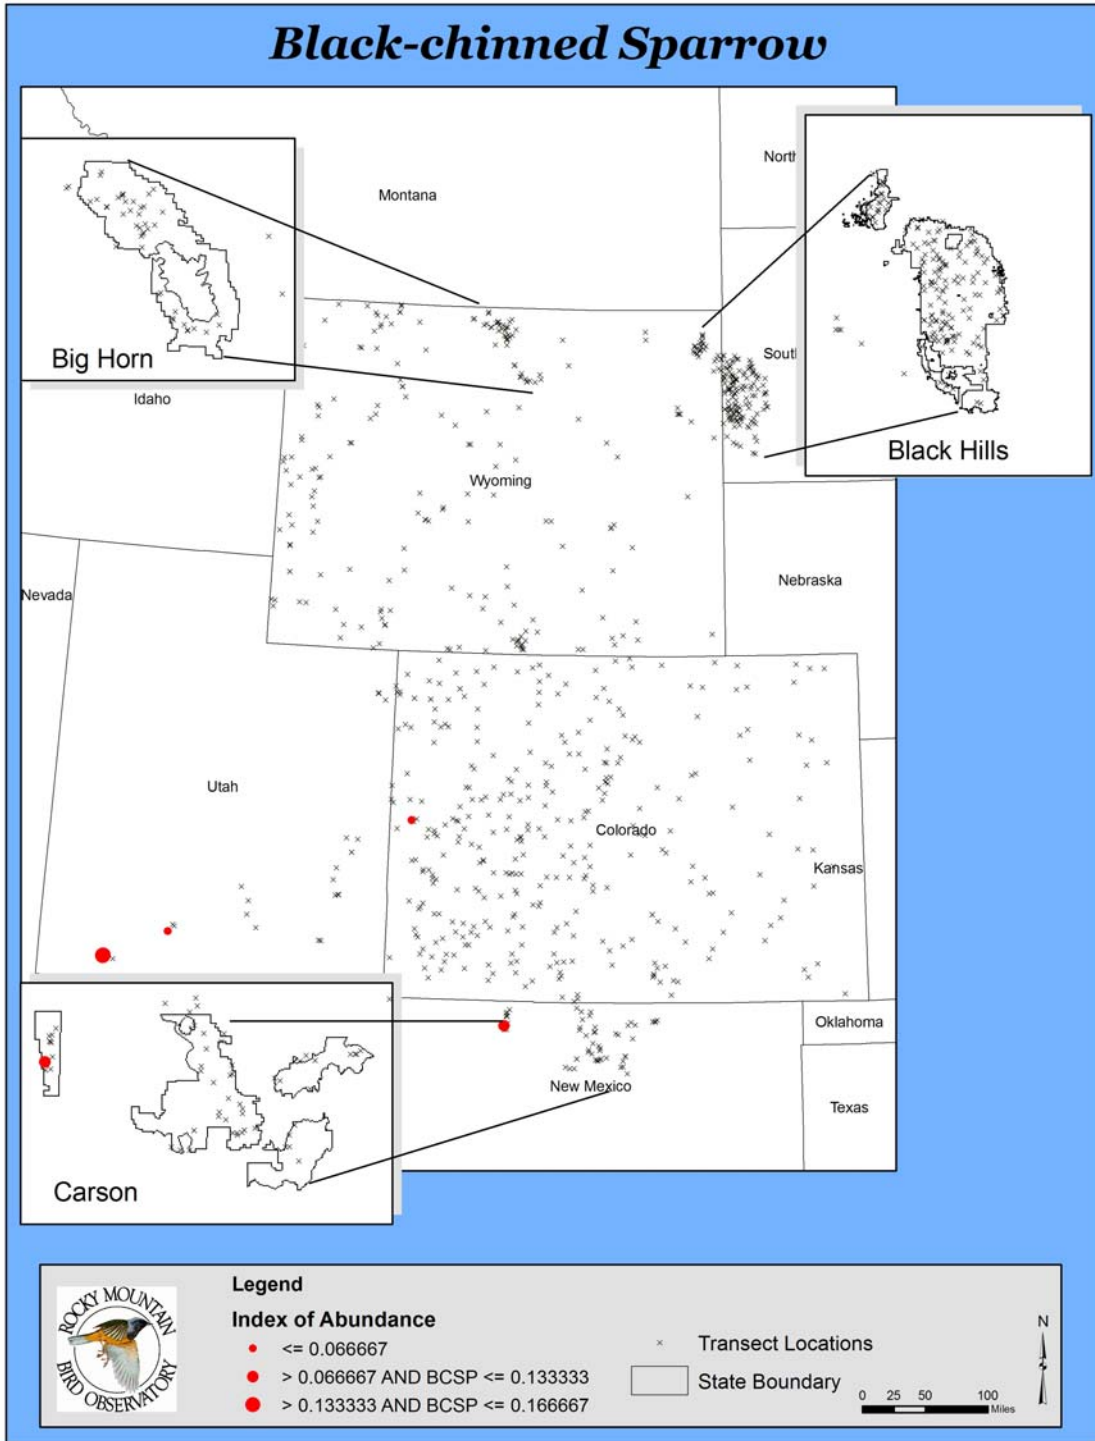 Black-chinned Sparrow
Montana
North
Big Horn
Idaho
South
Black Hills
Wyoming
Nebraska
Nevada
Utah
Colorado
Kansas
Oklahoma
New Mexico
Texas
Carson
Legend
Index of Abundance
<= 0.066667
> 0.066667 AND BCSP <= 0.133333
> 0.133333 AND BCSP <= 0.166667
Transect Locations
State Boundary
N
0 25 50 100
Miles
ROCKY MOUNTAIN
BIRD OBSERVATORY